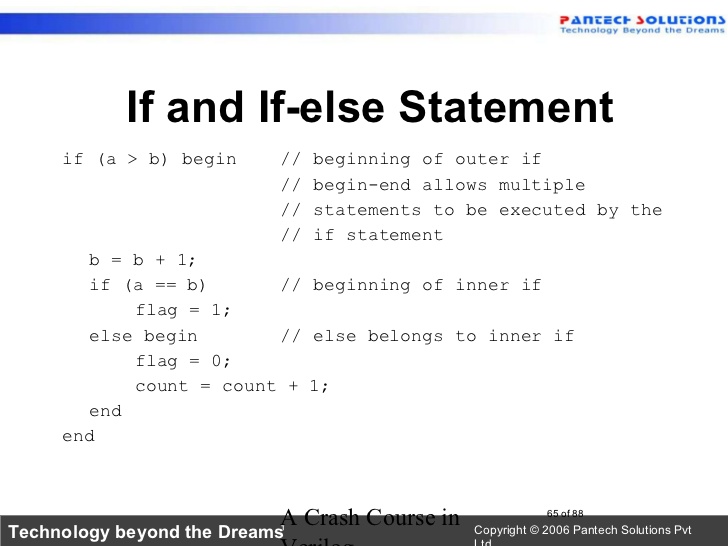 PANTECH SOLUTIONS
Technology Beyond the Dreams
If and If-else Statement
if (a > b) begin // beginning of outer if
// begin-end allows multiple
// statements to be executed by the
// if statement
b = b + 1;
if (a == b) // beginning of inner if
flag = 1;
else begin // else belongs to inner if
flag = 0;
count = count + 1;
end
end
A Crash Course in
Verilog
65 of 88
Technology beyond the Dreams
Copyright © 2006 Pantech Solutions Pvt
Ltd